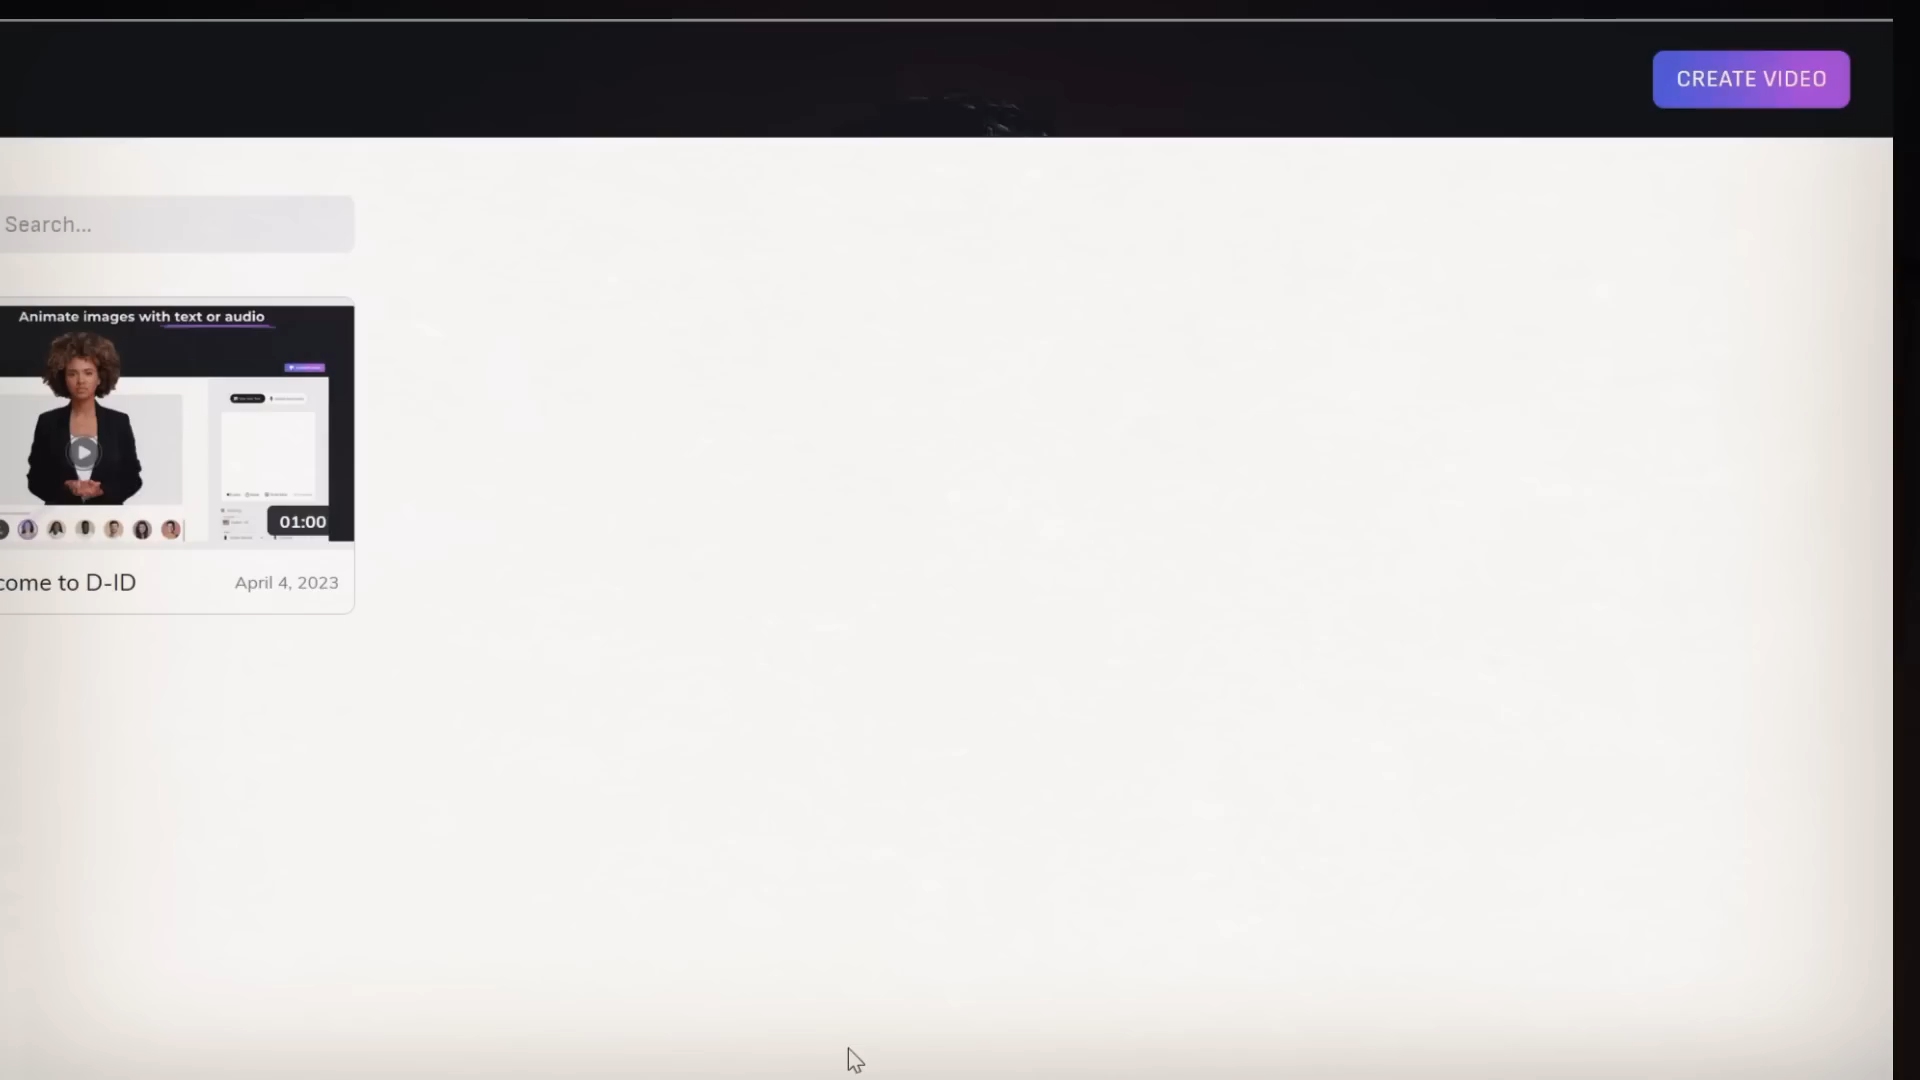 CREATE VIDEO
Search...
Animate images with text or audio
01:00
come to D-ID
April 4, 2023